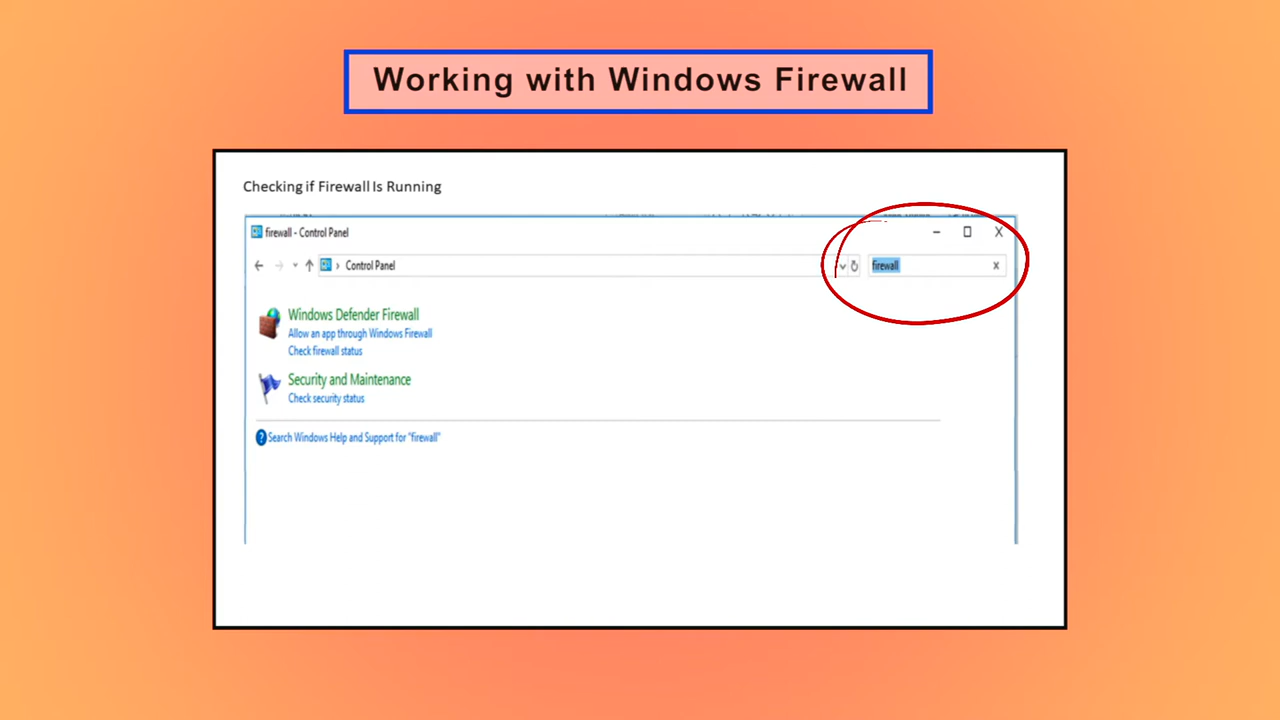 Working with Windows Firewall
Checking if Firewall Is Running
firewall - Control Panel
Control Panel
firewall
Windows Defender Firewall
Allow an app through Windows Firewall
Check firewall status
Security and Maintenance
Check security status
Search Windows Help and Support for "firewall"